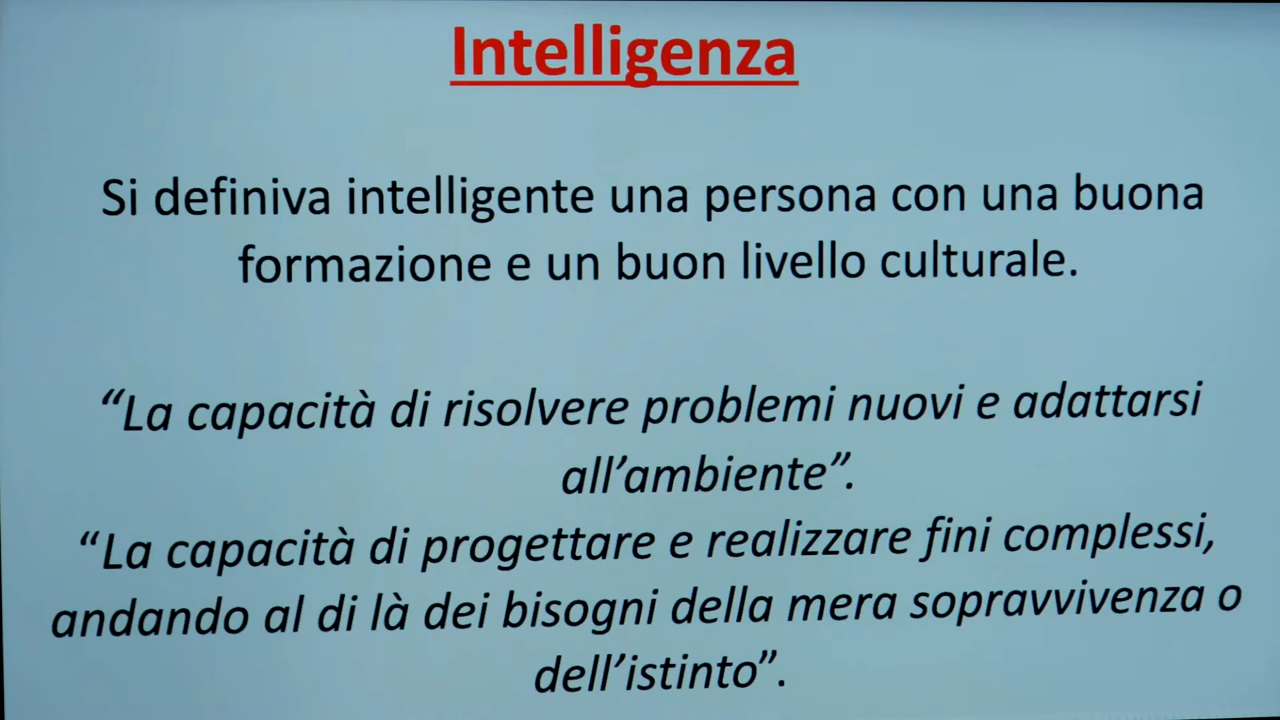 Intelligenza
Si definiva intelligente una persona con una buona
formazione e un buon livello culturale.
“La capacità di risolvere problemi nuovi e adattarsi
all’ambiente”.
“La capacità di progettare e realizzare fini complessi,
andando al di là dei bisogni della mera sopravvivenza o
dell’istinto”.